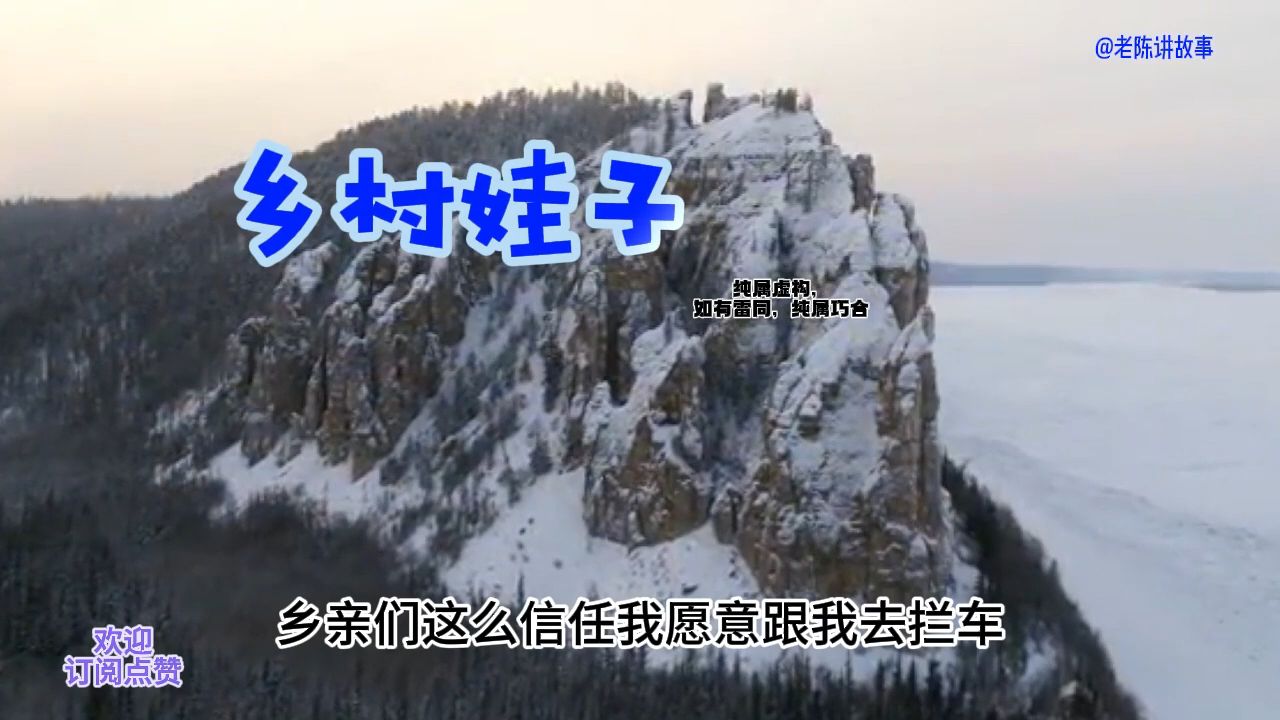 @老陈讲故事
乡村娃子
纯属虚构，
如有雷同，纯属巧合
乡亲们这么信任我愿意跟我去拦车
欢迎
订阅点赞